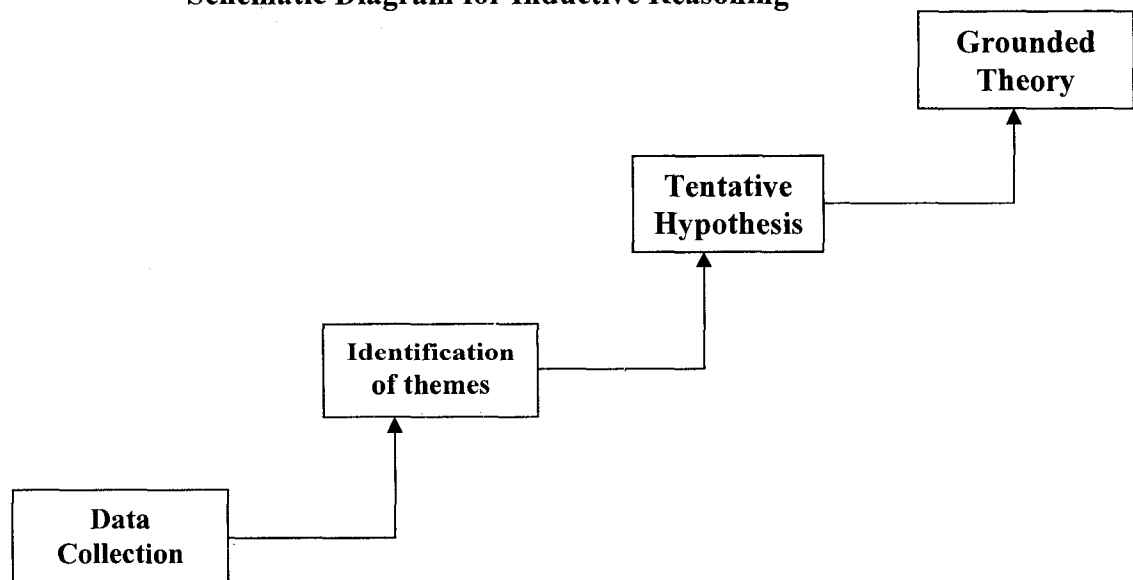 Schematic Diagram for Inductive Reasoning
Grounded
Theory
Tentative
Hypothesis
Identification
of themes
Data
Collection